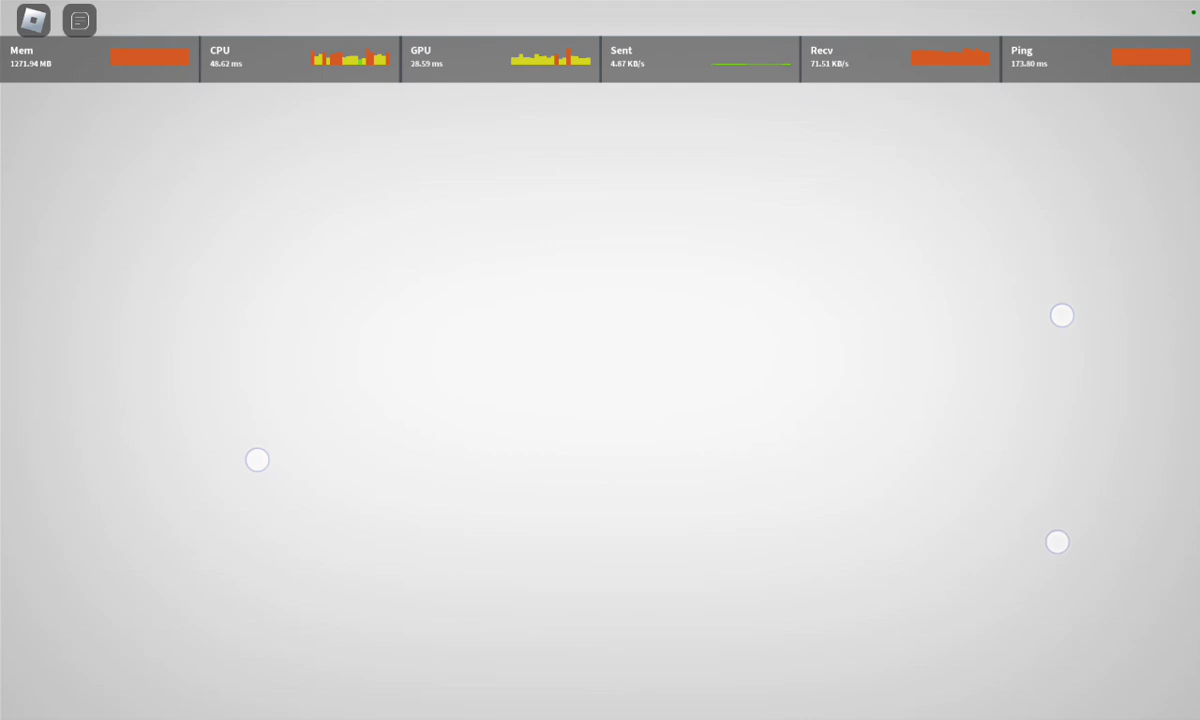 Mem
1271.94 MB
CPU
48.62 ms
GPU
28.59 ms
Sent
4.87 KB/s
Recv
71.51 KB/s
Ping
173.80 ms